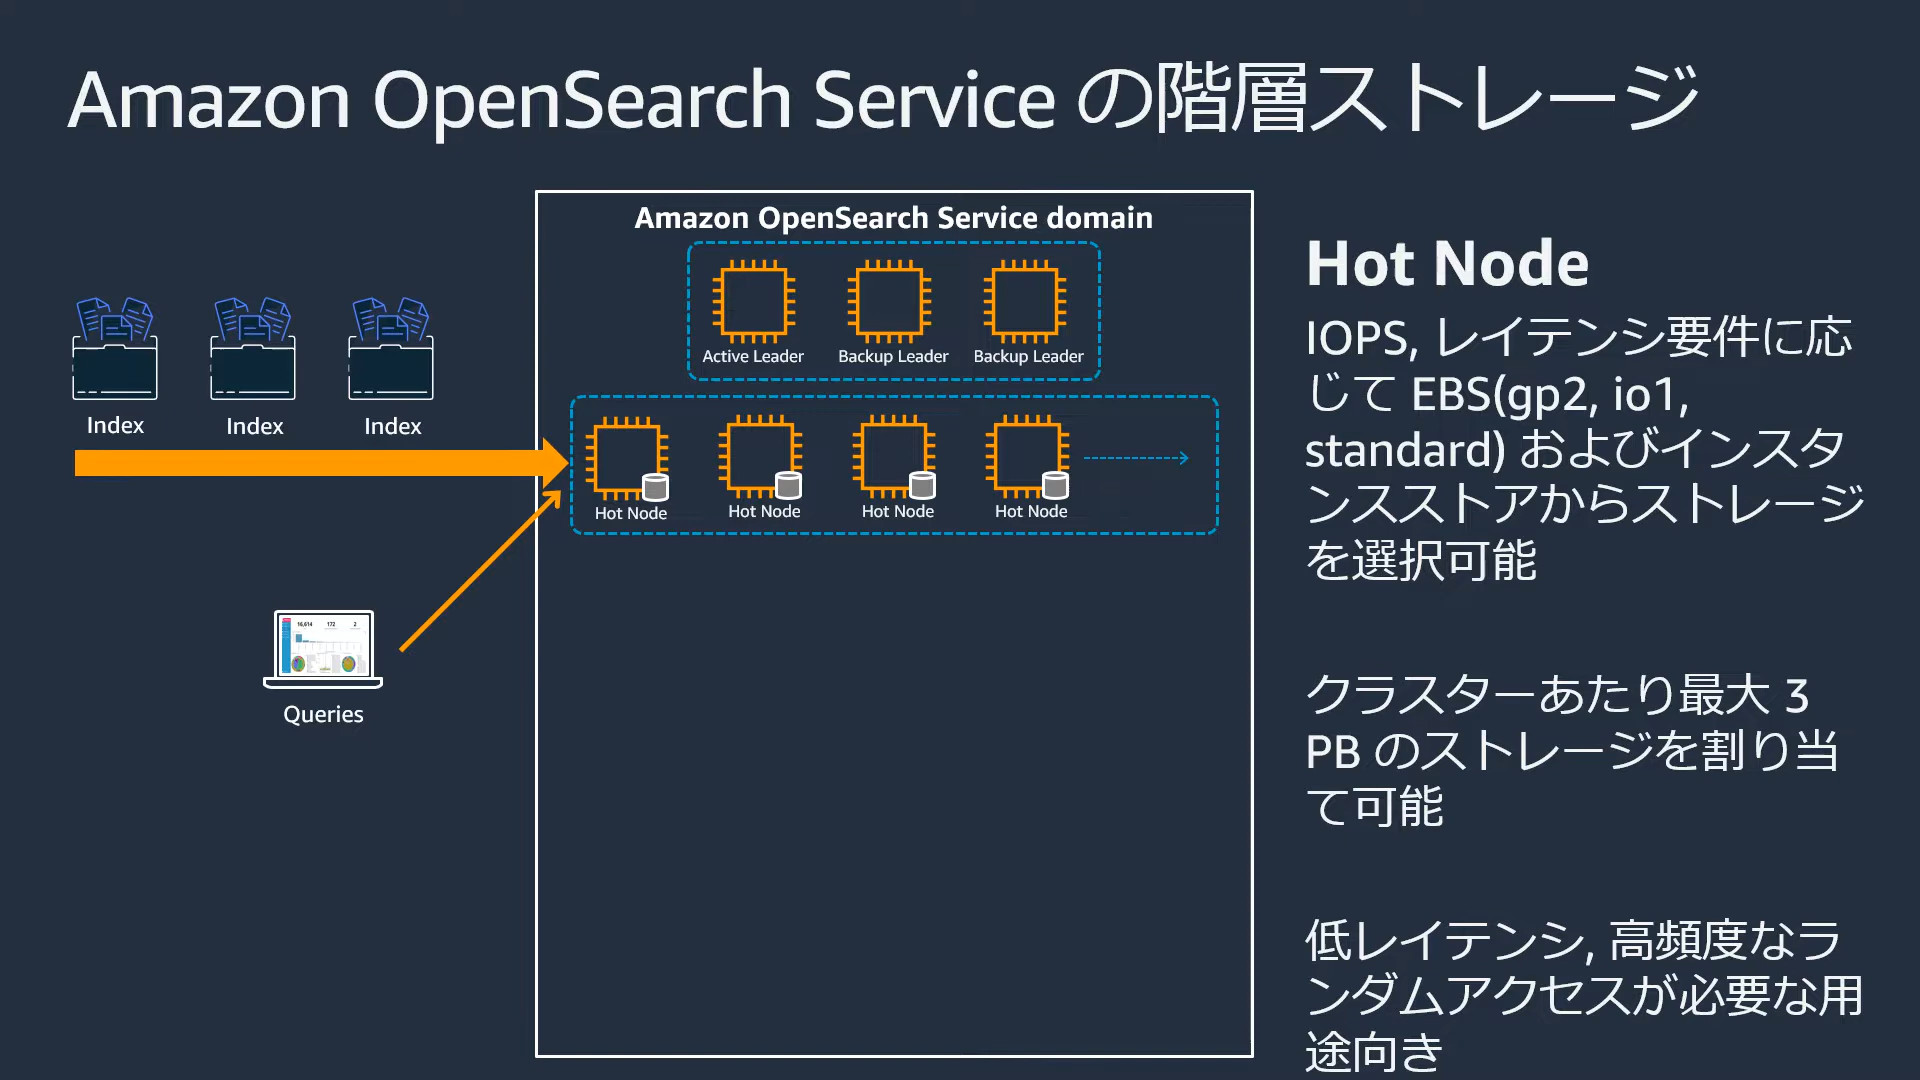 Amazon OpenSearch Service の階層ストレージ
Amazon OpenSearch Service domain
Active Leader
Backup Leader
Backup Leader
Index
Index
Index
Hot Node
Hot Node
Hot Node
Hot Node
16,614
172
2
Queries
Hot Node
IOPS, レイテンシ要件に応
じて EBS(gp2, io1,
standard) およびインスタ
ンスストアからストレージ
を選択可能
クラスターあたり最大 3
PB のストレージを割り当
て可能
低レイテンシ, 高頻度なラ
ンダムアクセスが必要な用
途向き